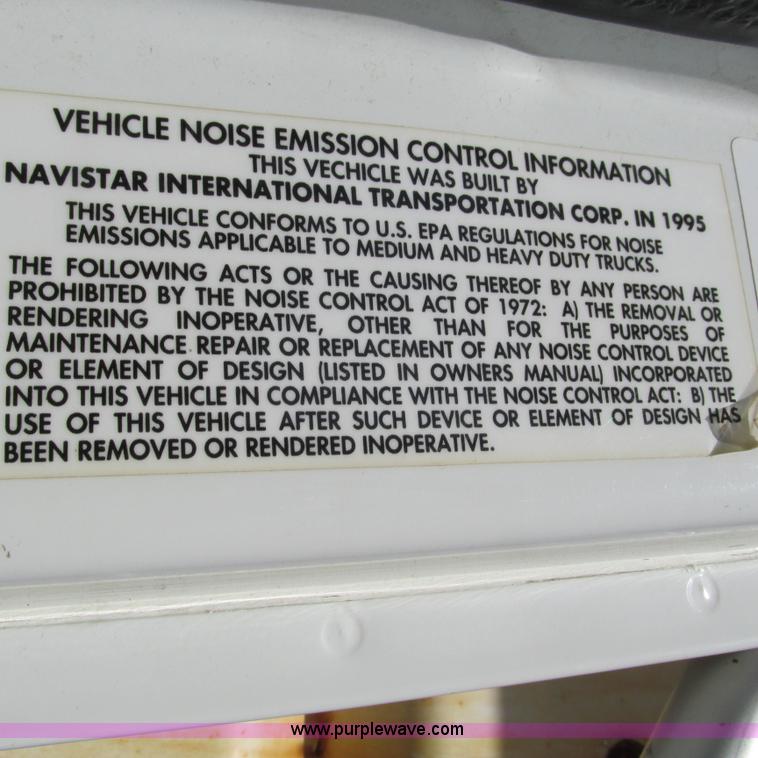 VEHICLE NOISE EMISSION CONTROL INFORMATION
THIS VECHICLE WAS BUILT BY
NAVISTAR INTERNATIONAL TRANSPORTATION CORP. IN 1995
THIS VEHICLE CONFORMS TO U.S. EPA REGULATIONS FOR NOISE
EMISSIONS APPLICABLE TO MEDIUM AND HEAVY DUTY TRUCKS.
THE FOLLOWING ACTS OR THE CAUSING THEREOF BY ANY PERSON ARE
PROHIBITED BY THE NOISE CONTROL ACT OF 1972: A) THE REMOVAL OR
RENDERING INOPERATIVE, OTHER THAN FOR THE PURPOSES OF
MAINTENANCE REPAIR OR REPLACEMENT OF ANY NOISE CONTROL DEVICE
OR ELEMENT OF DESIGN (LISTED IN OWNERS MANUAL) INCORPORATED
INTO THIS VEHICLE IN COMPLIANCE WITH THE NOISE CONTROL ACT: B) THE
USE OF THIS VEHICLE AFTER SUCH DEVICE OR ELEMENT OF DESIGN HAS
BEEN REMOVED OR RENDERED INOPERATIVE.
www.purplewave.com